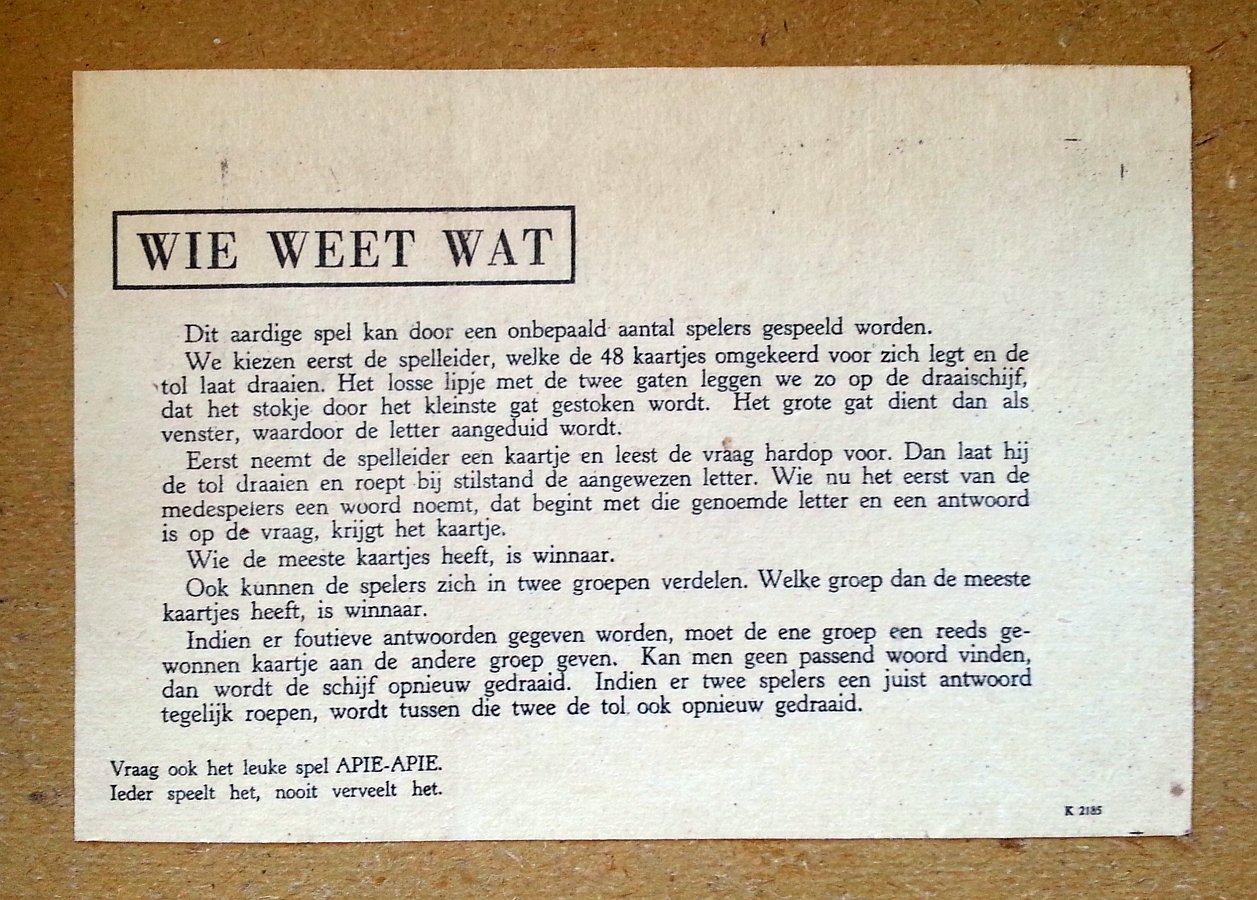 WIE WEET WAT
Dit aardige spel kan door een onbepaald aantal spelers gespeeld worden.
We kiezen eerst de spelleider, welke de 48 kaartjes omgekeerd voor zich legt en de
tol laat draaien. Het losse lipje met de twee gaten leggen we zo op de draaischijf,
dat het stokje door het kleinste gat gestoken wordt. Het grote gat dient dan als
venster, waardoor de letter aangeduid wordt.
Eerst neemt de spelleider een kaartje en leest de vraag hardop voor. Dan laat hij
de tol draaien en roept bij stilstand de aangewezen letter. Wie nu het eerst van de
medespelers een woord noemt, dat begint met die genoemde letter en een antwoord
is op de vraag, krijgt het kaartje.
Wie de meeste kaartjes heeft, is winnaar.
Ook kunnen de spelers zich in twee groepen verdelen. Welke groep dan de meeste
kaartjes heeft, is winnaar.
Indien er foutieve antwoorden gegeven worden, moet de ene groep een reeds ge-
wonnen kaartje aan de andere groep geven. Kan men geen passend woord vinden,
dan wordt de schijf opnieuw gedraaid. Indien er twee spelers een juist antwoord
tegelijk roepen, wordt tussen die twee de tol ook opnieuw gedraaid.
Vraag ook het leuke spel APIE-APIE.
Ieder speelt het, nooit verveelt het.
K 2185